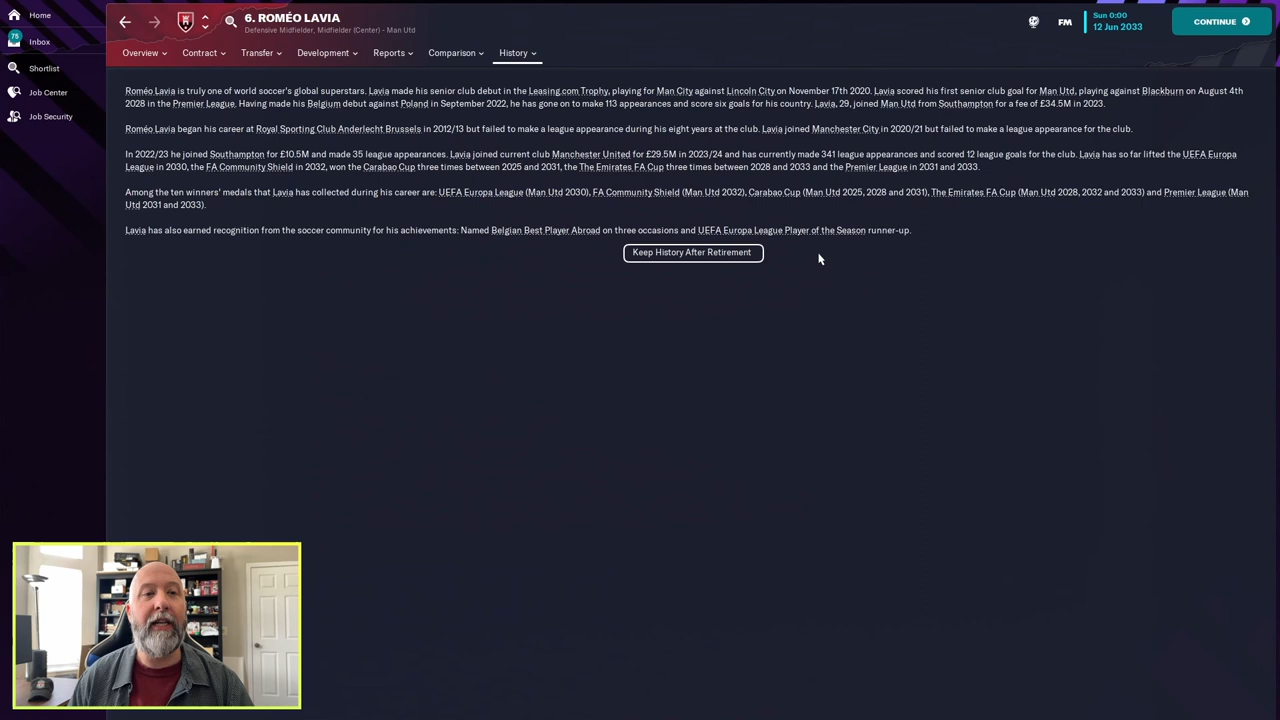 Home
75
Inbox
Shortlist
Job Center
Job Security
6. ROMÉO LAVIA
Defensive Midfielder, Midfielder (Center) - Man Utd
FM
Sun 0:00
12 Jun 2033
CONTINUE
Overview
Contract
Transfer
Development
Reports
Comparison
History
Roméo Lavia is truly one of world soccer's global superstars. Lavia made his senior club debut in the Leasing.com Trophy, playing for Man City against Lincoln City on November 17th 2020. Lavia scored his first senior club goal for Man Utd, playing against Blackburn on August 4th
2028 in the Premier League. Having made his Belgium debut against Poland in September 2022, he has gone on to make 113 appearances and score six goals for his country. Lavia, 29, joined Man Utd from Southampton for a fee of £34.5M in 2023.
Roméo Lavia began his career at Royal Sporting Club Anderlecht Brussels in 2012/13 but failed to make a league appearance during his eight years at the club. Lavia joined Manchester City in 2020/21 but failed to make a league appearance for the club.
In 2022/23 he joined Southampton for £10.5M and made 35 league appearances. Lavia joined current club Manchester United for £29.5M in 2023/24 and has currently made 341 league appearances and scored 12 league goals for the club. Lavia has so far lifted the UEFA Europa
League in 2030, the FA Community Shield in 2032, won the Carabao Cup three times between 2025 and 2031, the The Emirates FA Cup three times between 2028 and 2033 and the Premier League in 2031 and 2033.
Among the ten winners' medals that Lavia has collected during his career are: UEFA Europa League (Man Utd 2030), FA Community Shield (Man Utd 2032), Carabao Cup (Man Utd 2025, 2028 and 2031), The Emirates FA Cup (Man Utd 2028, 2032 and 2033) and Premier League (Man
Utd 2031 and 2033).
Lavia has also earned recognition from the soccer community for his achievements: Named Belgian Best Player Abroad on three occasions and UEFA Europa League Player of the Season runner-up.
Keep History After Retirement